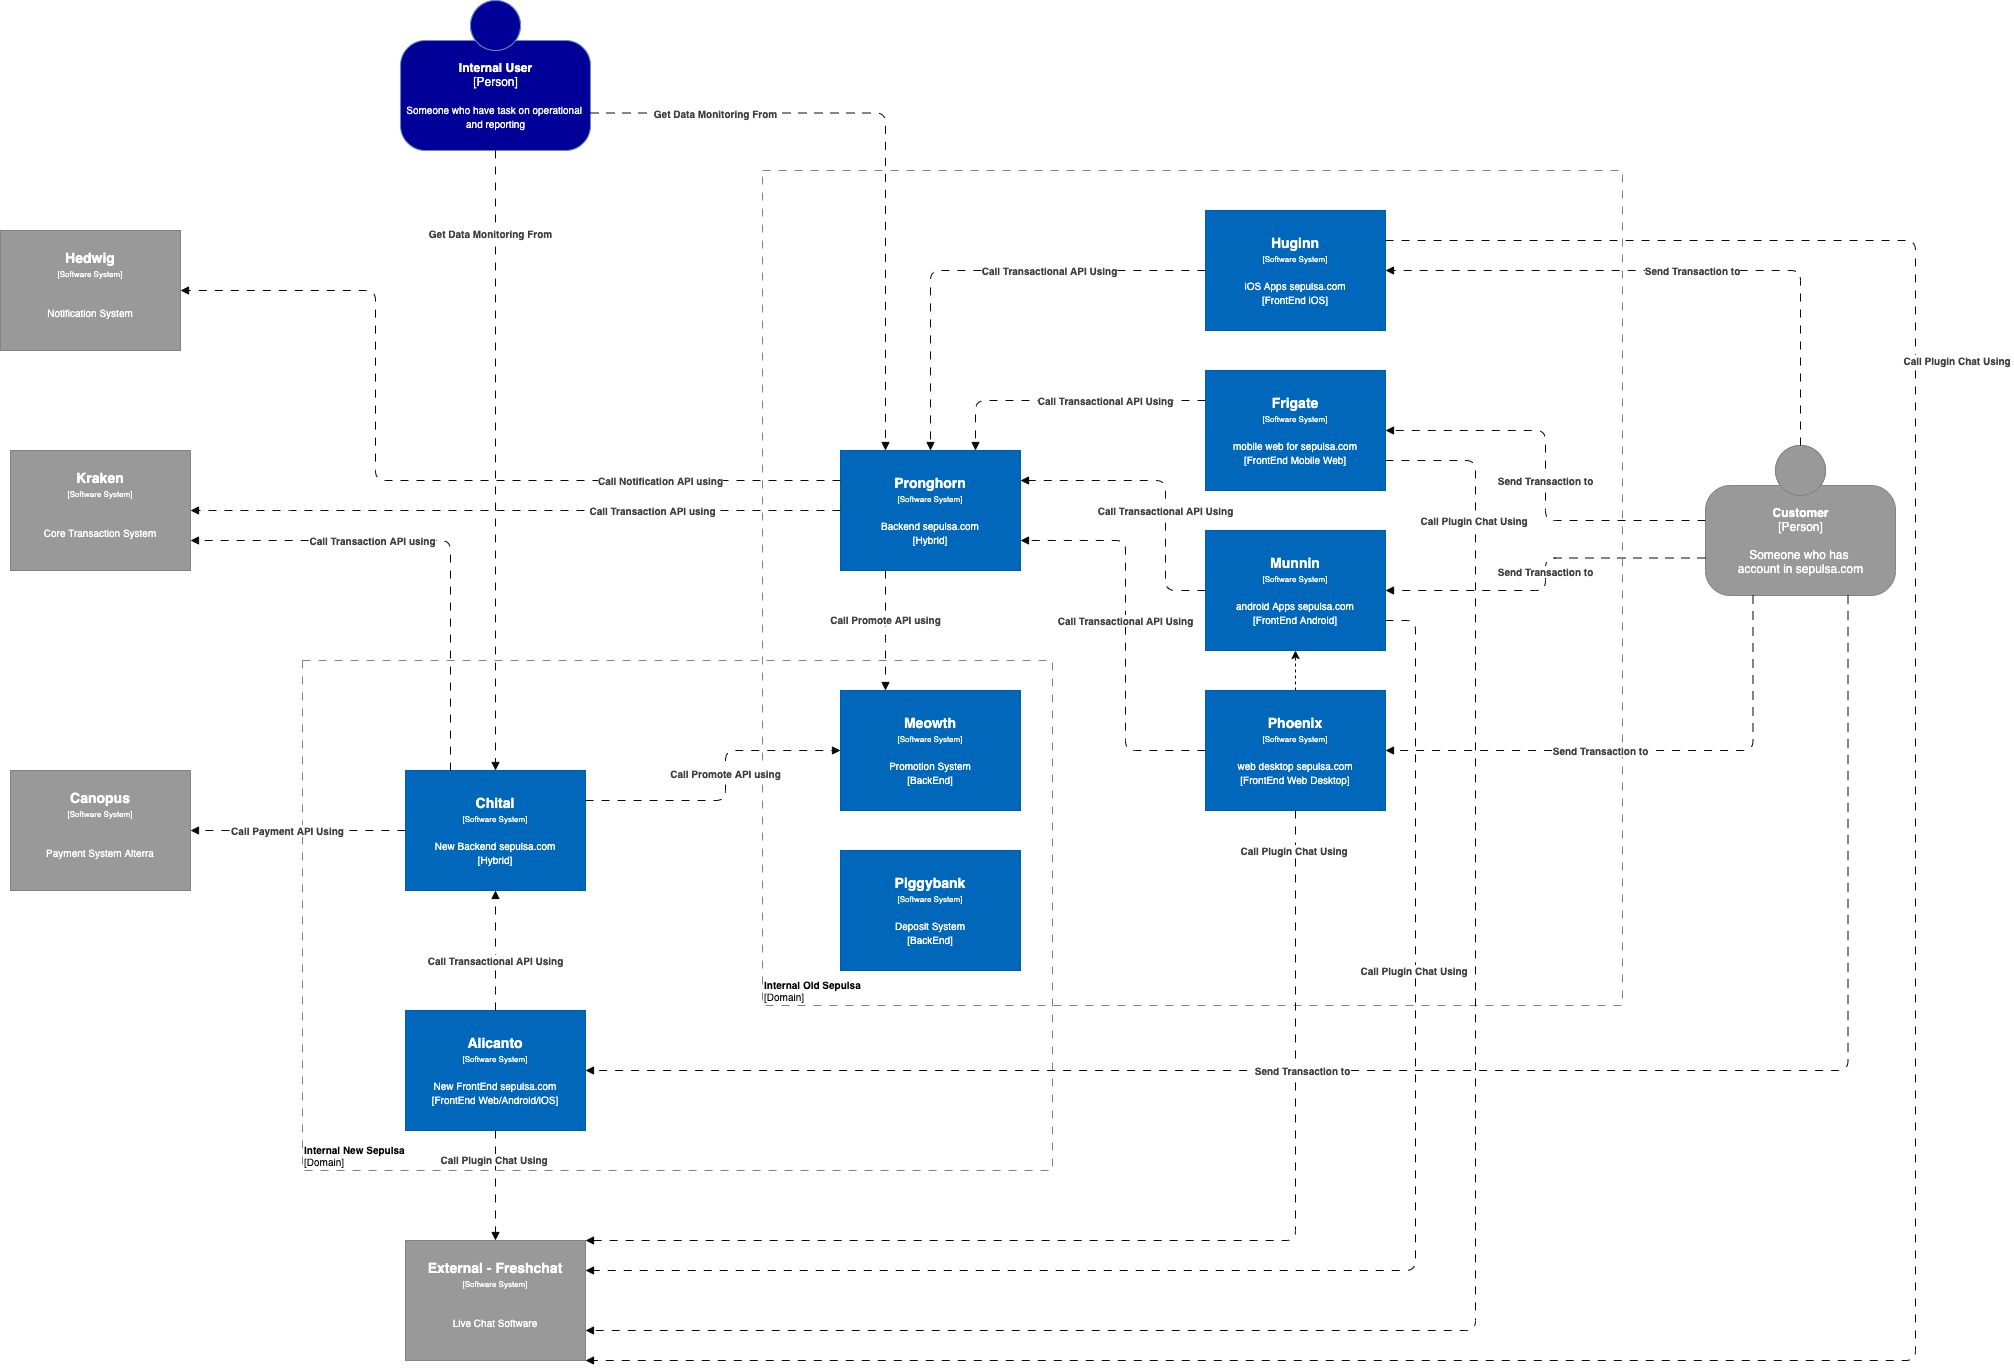 Internal User
[Person]
Someone who have task on operational
and reporting
Get Data Monitoring From
Get Data Monitoring From
Hedwig
[Software System]
Notification System
Huginn
[Software System]
iOS Apps sepulsa.com
[FrontEnd iOS]
Call Transactional API Using
Send Transaction to
Call Plugin Chat Using
Frigate
[Software System]
mobile web for sepulsa.com
[FrontEnd Mobile Web]
Call Transactional API Using
Kraken
[Software System]
Core Transaction System
Call Notification API using
Call Transaction API using
Call Transaction API using
Pronghorn
[Software System]
Backend sepulsa.com
[Hybrid]
Call Transactional API Using
Send Transaction to
Call Plugin Chat Using
Customer
[Person]
Someone who has
account in sepulsa.com
Munnin
[Software System]
android Apps sepulsa.com
[FrontEnd Android]
Send Transaction to
Call Promote API using
Call Transactional API Using
Meowth
[Software System]
Promotion System
[BackEnd]
Phoenix
[Software System]
web desktop sepulsa.com
[FrontEnd Web Desktop]
Send Transaction to
Call Promote API using
Canopus
[Software System]
Payment System Alterra
Call Payment API Using
Chital
[Software System]
New Backend sepulsa.com
[Hybrid]
Call Plugin Chat Using
Piggybank
[Software System]
Deposit System
[BackEnd]
Call Transactional API Using
Call Plugin Chat Using
Internal Old Sepulsa
[Domain]
Alicanto
[Software System]
New FrontEnd sepulsa.com
[FrontEnd Web/Android/iOS]
Send Transaction to
Internal New Sepulsa
[Domain]
Call Plugin Chat Using
External - Freshchat
[Software System]
Live Chat Software